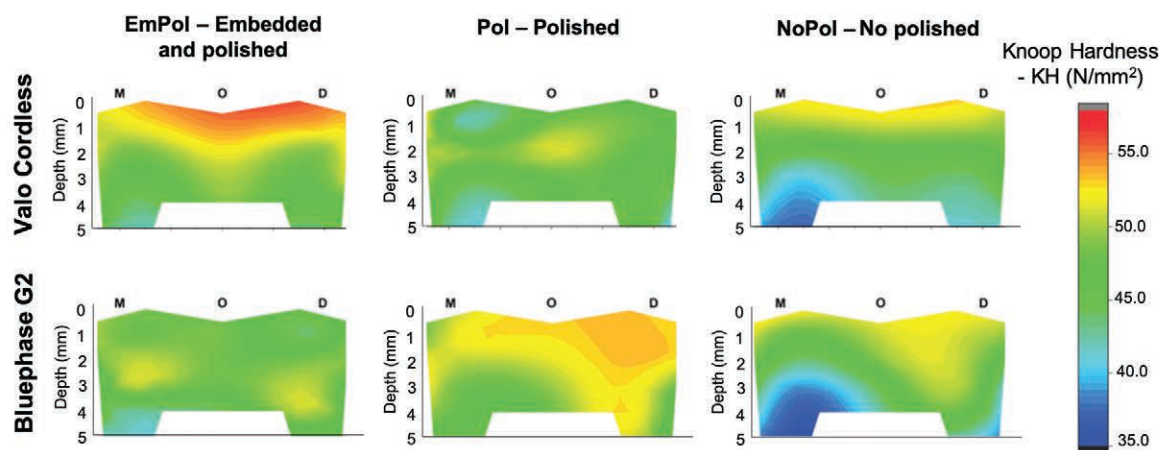 EmPol – Embedded
and polished
Pol – Polished
NoPol – No polished
Knoop Hardness
- KH (N/mm²)
Valo Cordless
Depth (mm)
0
1
2
3
4
5
M O D
Depth (mm)
0
1
2
3
4
5
M O D
Depth (mm)
0
1
2
3
4
5
M O D
55.0
50.0
45.0
40.0
35.0
Bluephase G2
Depth (mm)
0
1
2
3
4
5
M O D
Depth (mm)
0
1
2
3
4
5
M O D
Depth (mm)
0
1
2
3
4
5
M O D